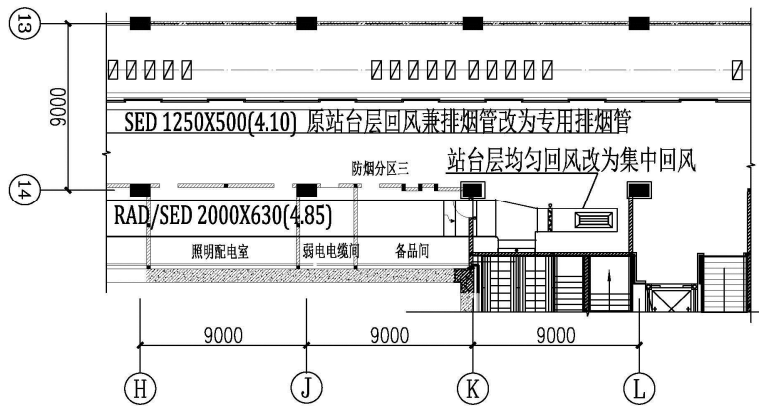 13
9000
SED 1250X500(4.10) 原站台层回风兼排烟管改为专用排烟管
防烟分区三
站台层均匀回风改为集中回风
14
RAD/SED 2000X630(4.85)
照明配电室
弱电电缆间
备品间
9000
9000
9000
H
J
K
L